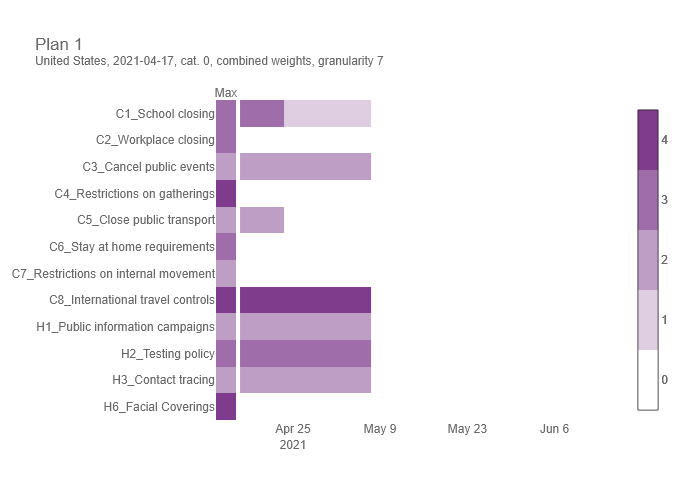 Plan 1
United States, 2021-04-17, cat. 0, combined weights, granularity 7
Max
C1_School closing
C2_Workplace closing
C3_Cancel public events
C4_Restrictions on gatherings
C5_Close public transport
C6_Stay at home requirements
C7_Restrictions on internal movement
C8_International travel controls
H1_Public information campaigns
H2_Testing policy
H3_Contact tracing
H6_Facial Coverings
Apr 25
2021
May 9
May 23
Jun 6
4
3
2
1
0